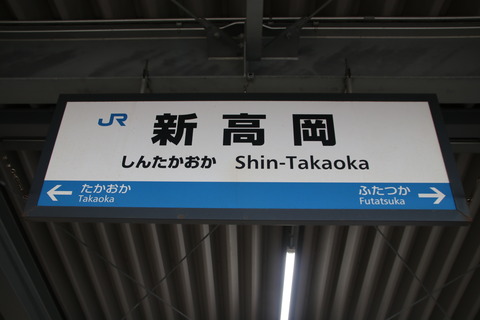 JR 新高岡
しんたかおか Shin-Takaoka
← たかおか ふたつか →
Takaoka Futatsuka